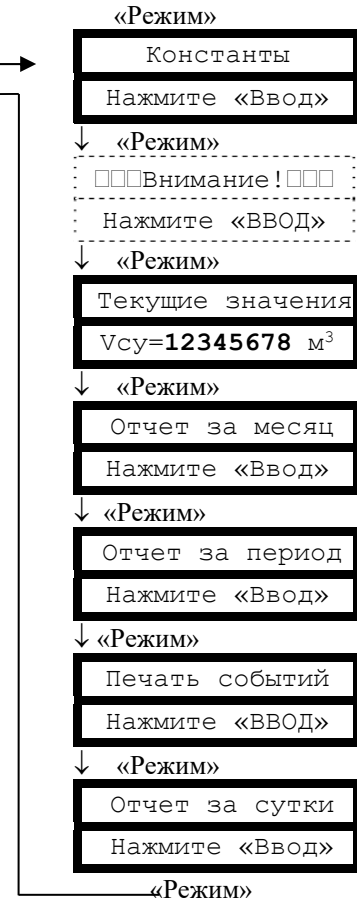 «Режим»
Константы
Нажмите «Ввод»
↓ «Режим»
□□□Внимание!□□□
Нажмите «ВВОД»
↓ «Режим»
Текущие значения
Vсу=12345678 м³
↓ «Режим»
Отчет за месяц
Нажмите «Ввод»
↓ «Режим»
Отчет за период
Нажмите «Ввод»
↓ «Режим»
Печать событий
Нажмите «ВВОД»
↓ «Режим»
Отчет за сутки
Нажмите «Ввод»
«Режим»